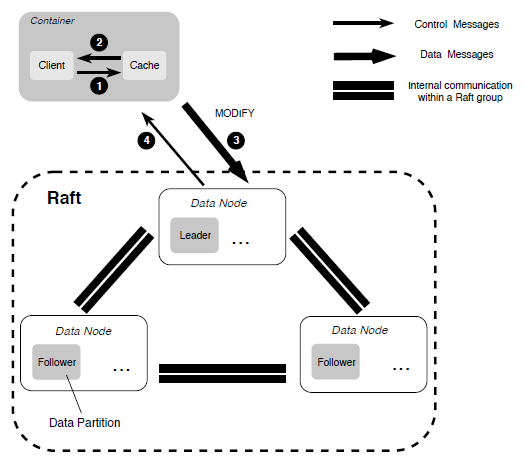 Container
Control Messages
2
Client
Cache
Data Messages
1
Internal communication
within a Raft group
MODIFY
4
3
Raft
Data Node
Leader
...
Data Node
Data Node
Follower
...
Follower
...
Data Partition